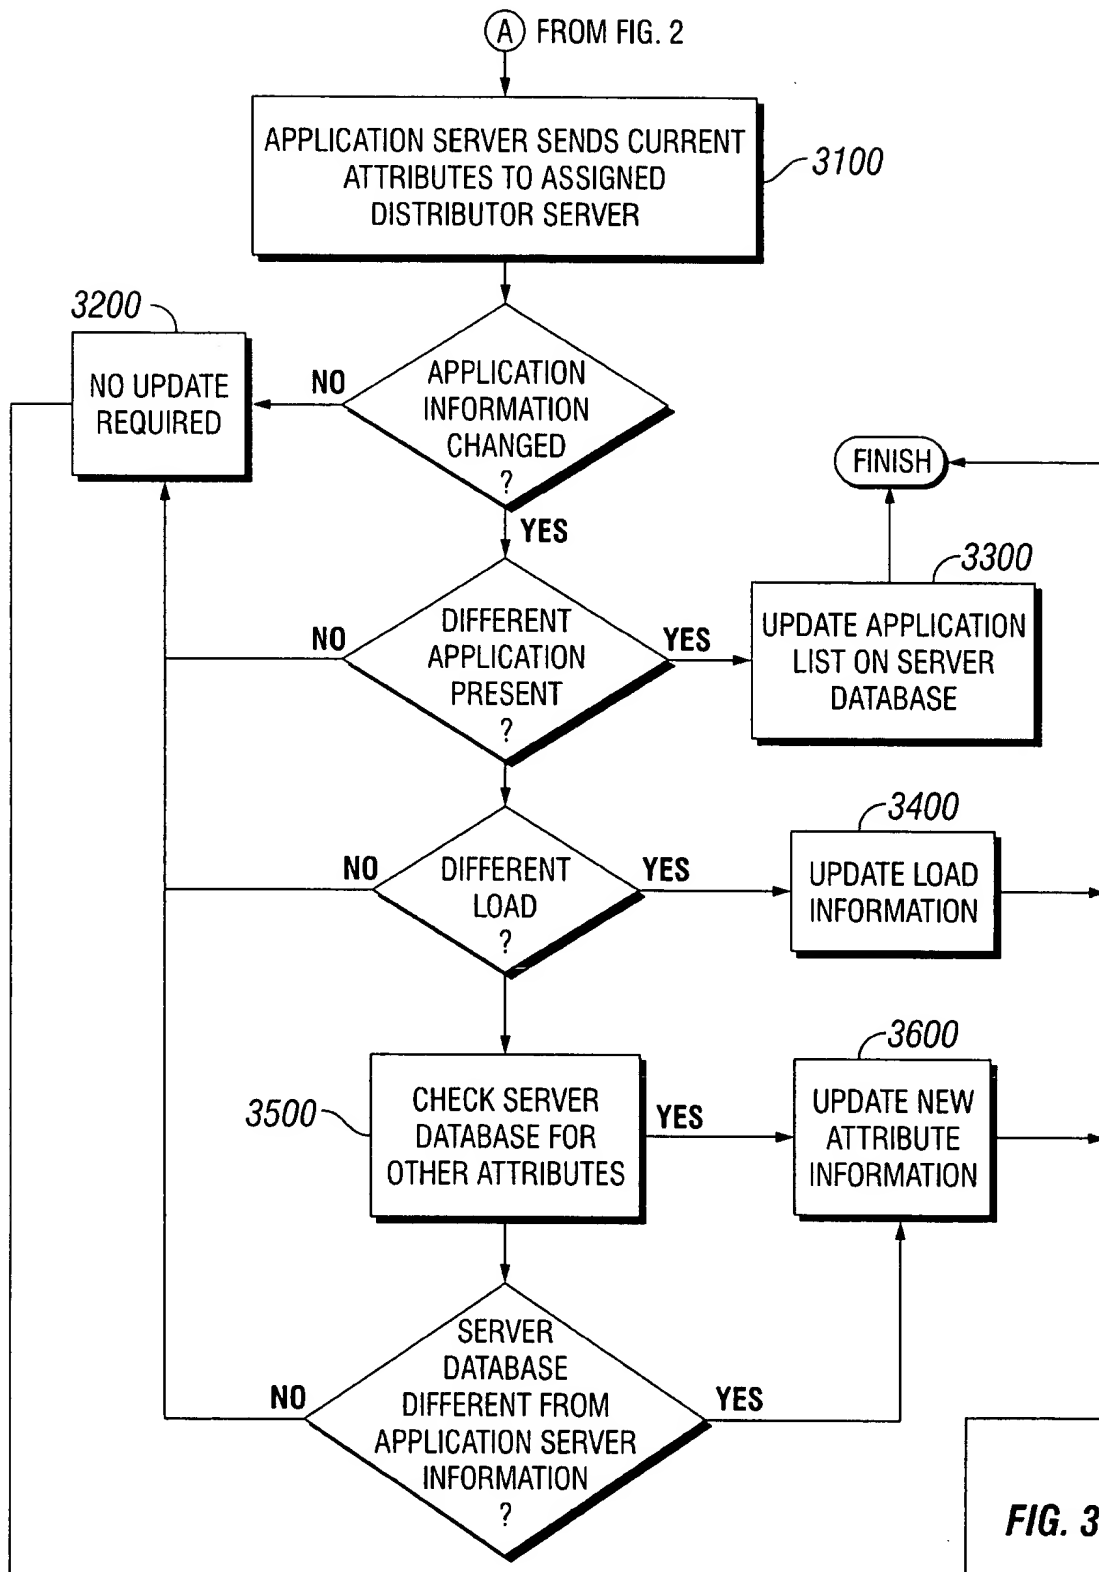 A FROM FIG. 2
APPLICATION SERVER SENDS CURRENT
ATTRIBUTES TO ASSIGNED
DISTRIBUTOR SERVER
3100
3200
NO UPDATE
REQUIRED
NO
APPLICATION
INFORMATION
CHANGED
?
YES
FINISH
NO
DIFFERENT
APPLICATION
PRESENT
?
YES
3300
UPDATE APPLICATION
LIST ON SERVER
DATABASE
NO
DIFFERENT
LOAD
?
YES
3400
UPDATE LOAD
INFORMATION
3500
CHECK SERVER
DATABASE FOR
OTHER ATTRIBUTES
YES
3600
UPDATE NEW
ATTRIBUTE
INFORMATION
NO
SERVER
DATABASE
DIFFERENT FROM
APPLICATION SERVER
INFORMATION
?
YES
FIG. 3